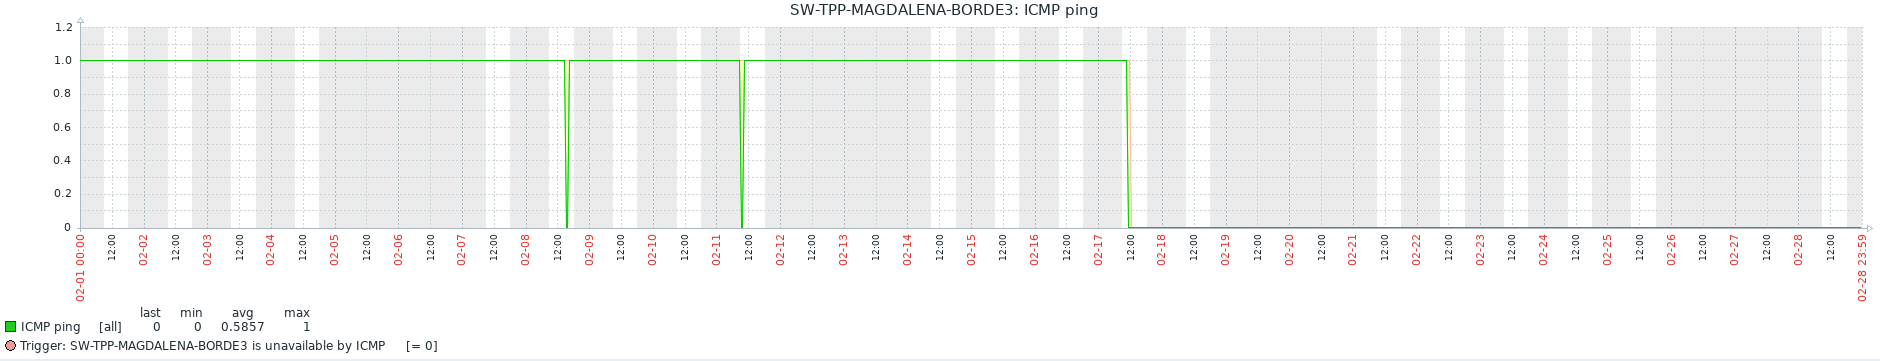 SW-TPP-MAGDALENA-BORDE3: ICMP ping
1.2
1.0
0.8
0.6
0.4
0.2
0
02-01 00:00 12:00 02-02 12:00 02-03 12:00 02-04 12:00 02-05 12:00 02-06 12:00 02-07 12:00 02-08 12:00 02-09 12:00 02-10 12:00 02-11 12:00 02-12 12:00 02-13 12:00 02-14 12:00 02-15 12:00 02-16 12:00 02-17 12:00 02-18 12:00 02-19 12:00 02-20 12:00 02-21 12:00 02-22 12:00 02-23 12:00 02-24 12:00 02-25 12:00 02-26 12:00 02-27 12:00 02-28 12:00 02-28 23:59
last min avg max
ICMP ping [all] 0 0 0.5857 1
Trigger: SW-TPP-MAGDALENA-BORDE3 is unavailable by ICMP [= 0]